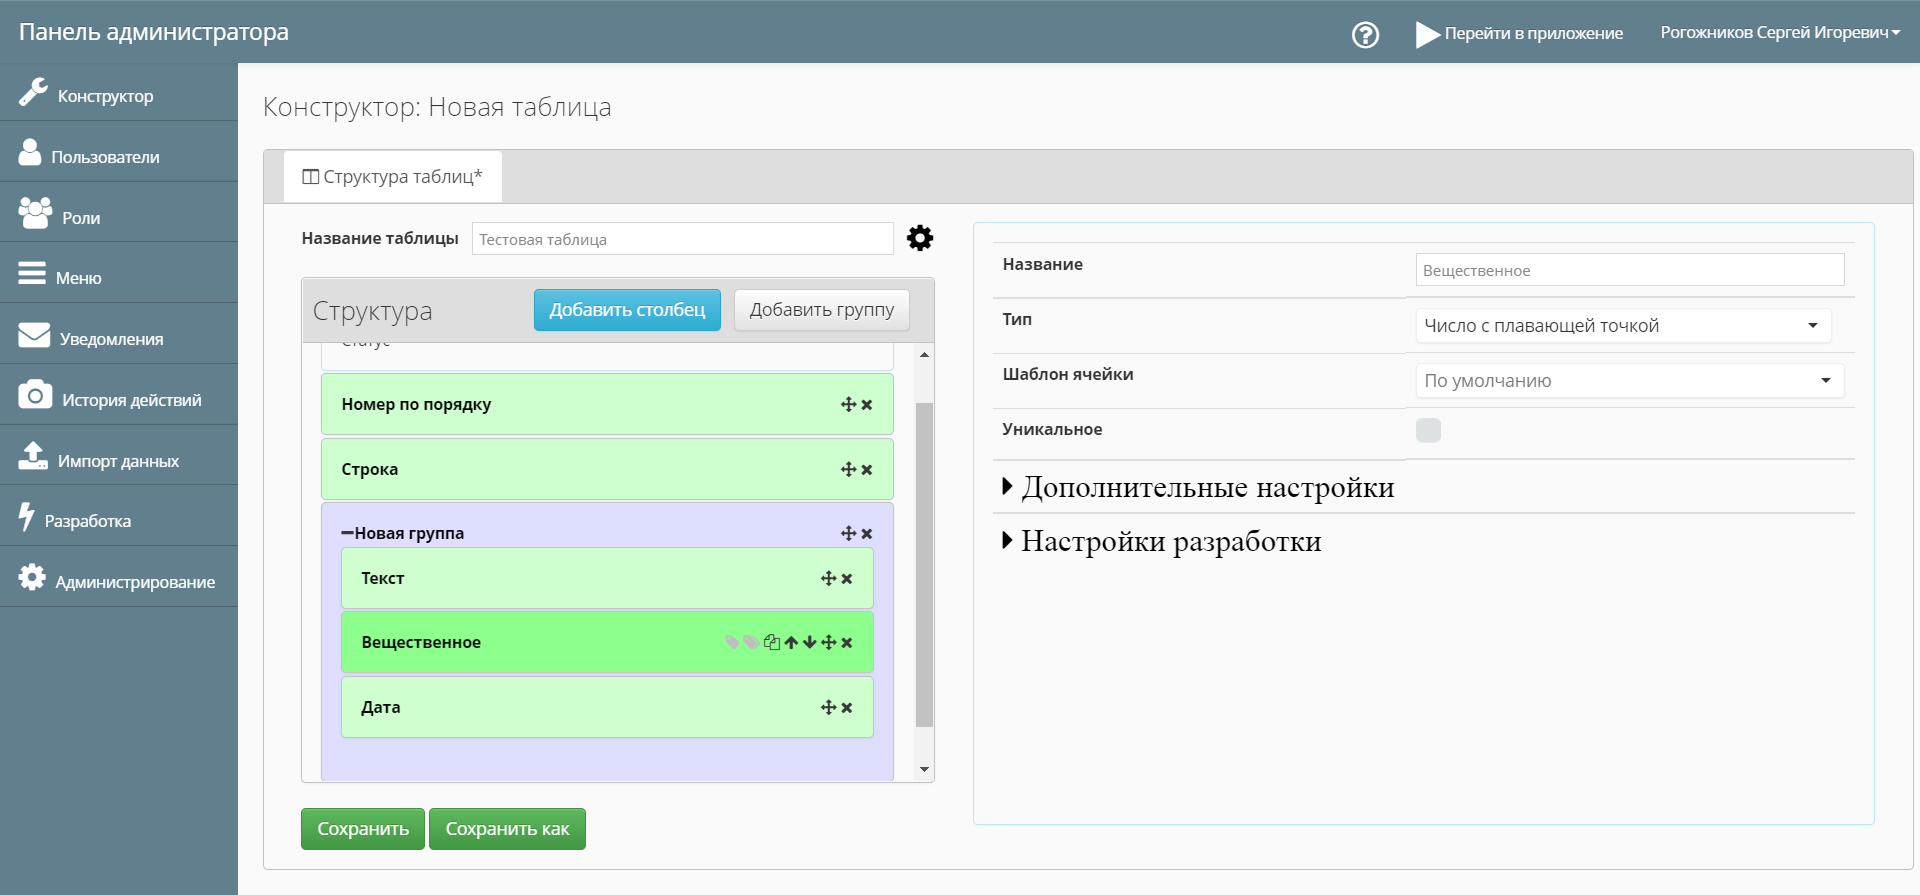 Панель администратора
Перейти в приложение
Рогожников Сергей Игоревич
Конструктор
Пользователи
Роли
Меню
Уведомления
История действий
Импорт данных
Разработка
Администрирование
Конструктор: Новая таблица
Структура таблиц*
Название таблицы
Тестовая таблица
Структура
Добавить столбец
Добавить группу
Статус
Номер по порядку
Строка
Новая группа
Текст
Вещественное
Дата
Сохранить
Сохранить как
Название
Вещественное
Тип
Число с плавающей точкой
Шаблон ячейки
По умолчанию
Уникальное
Дополнительные настройки
Настройки разработки